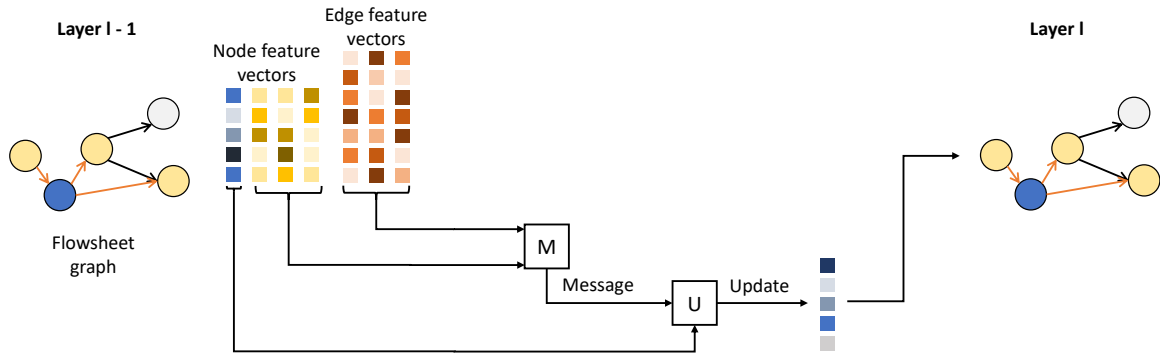 Layer l - 1
Node feature
vectors
Edge feature
vectors
Layer l
Flowsheet
graph
M
Message
U
Update